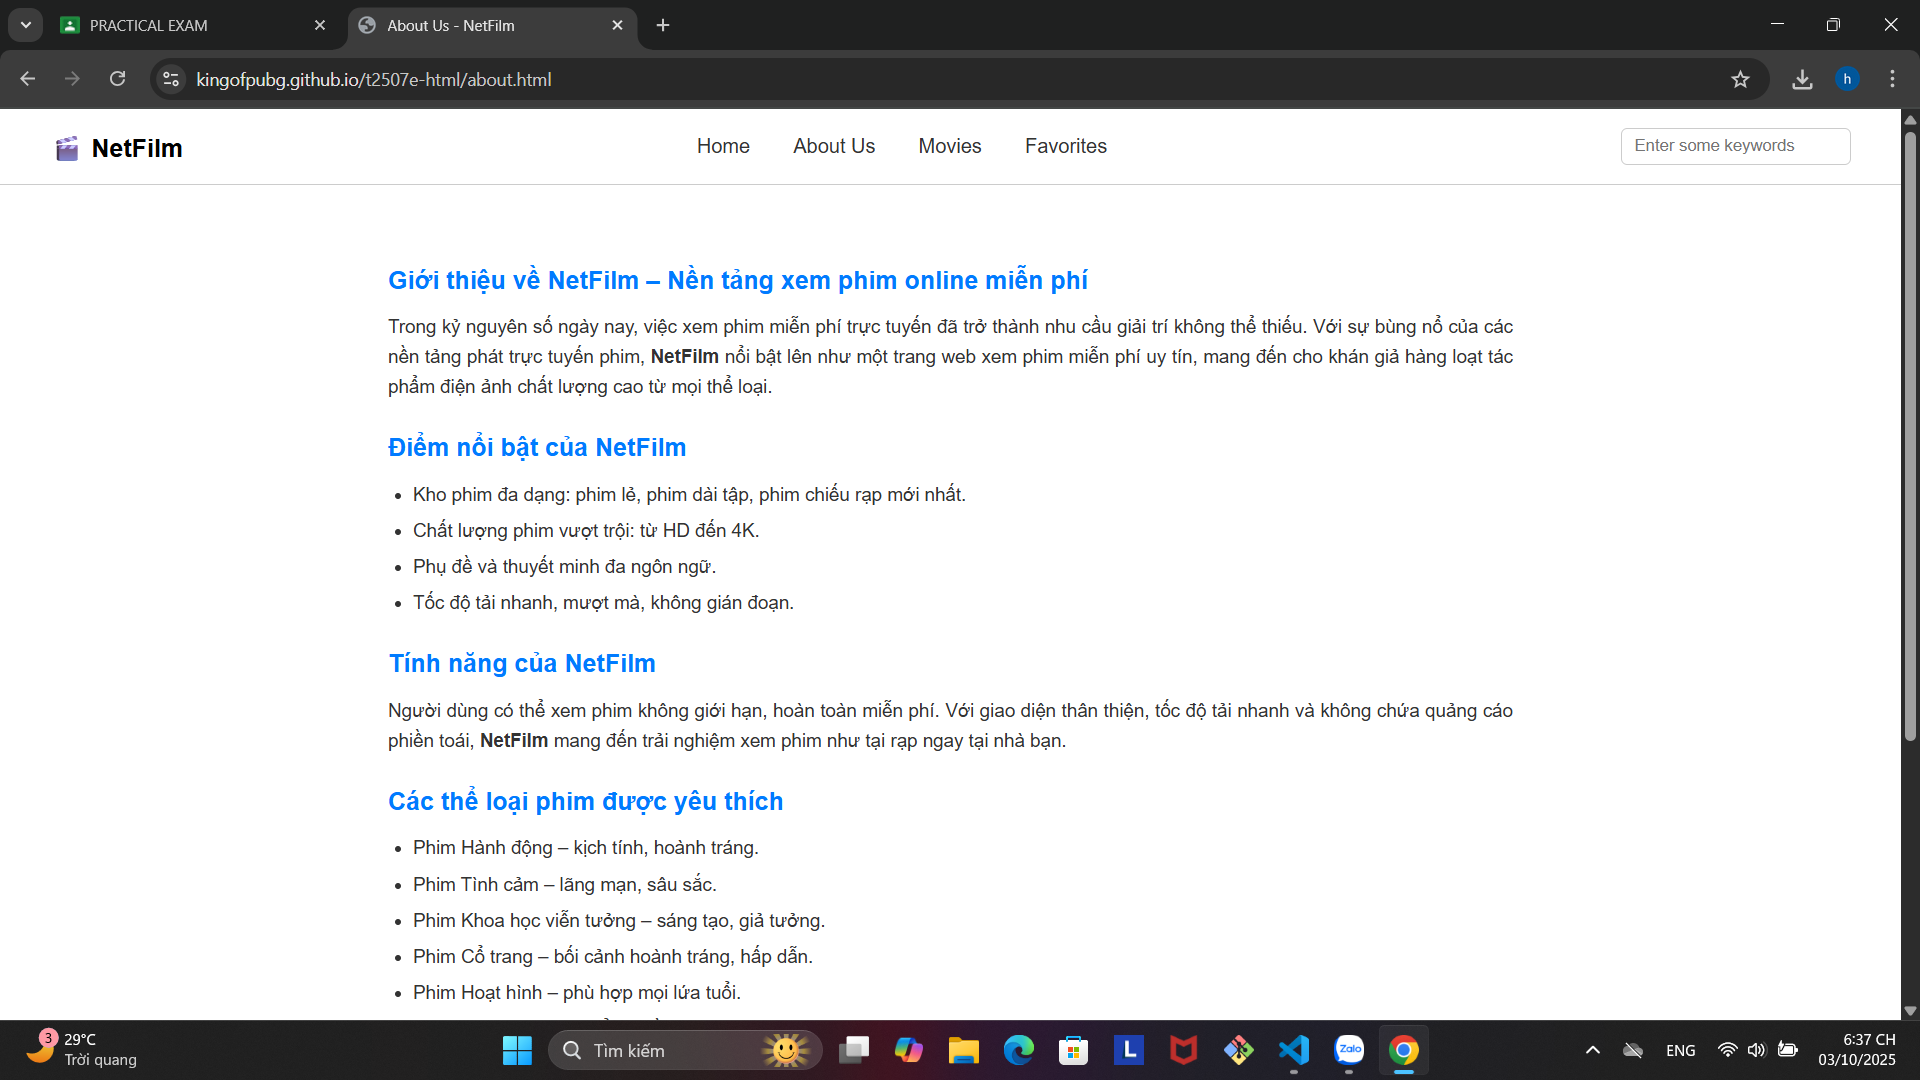 PRACTICAL EXAM
About Us - NetFilm
kingofpubg.github.io/t2507e-html/about.html
h
NetFilm
Home
About Us
Movies
Favorites
Enter some keywords
Giới thiệu về NetFilm – Nền tảng xem phim online miễn phí
Trong kỷ nguyên số ngày nay, việc xem phim miễn phí trực tuyến đã trở thành nhu cầu giải trí không thể thiếu. Với sự bùng nổ của các
nền tảng phát trực tuyến phim, NetFilm nổi bật lên như một trang web xem phim miễn phí uy tín, mang đến cho khán giả hàng loạt tác
phẩm điện ảnh chất lượng cao từ mọi thể loại.
Điểm nổi bật của NetFilm
Kho phim đa dạng: phim lẻ, phim dài tập, phim chiếu rạp mới nhất.
Chất lượng phim vượt trội: từ HD đến 4K.
Phụ đề và thuyết minh đa ngôn ngữ.
Tốc độ tải nhanh, mượt mà, không gián đoạn.
Tính năng của NetFilm
Người dùng có thể xem phim không giới hạn, hoàn toàn miễn phí. Với giao diện thân thiện, tốc độ tải nhanh và không chứa quảng cáo
phiền toái, NetFilm mang đến trải nghiệm xem phim như tại rạp ngay tại nhà bạn.
Các thể loại phim được yêu thích
Phim Hành động – kịch tính, hoành tráng.
Phim Tình cảm – lãng mạn, sâu sắc.
Phim Khoa học viễn tưởng – sáng tạo, giả tưởng.
Phim Cổ trang – bối cảnh hoành tráng, hấp dẫn.
Phim Hoạt hình – phù hợp mọi lứa tuổi.
3
29°C
Trời quang
Tìm kiếm
L
Zalo
ENG
6:37 CH
03/10/2025